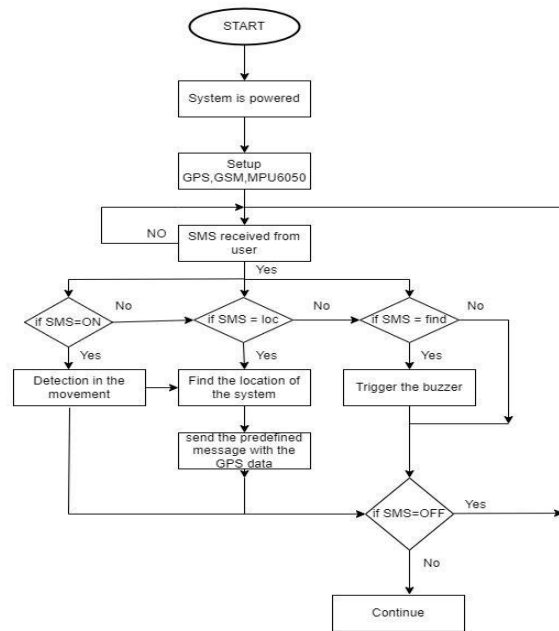 START
System is powered
Setup
GPS,GSM,MPU6050
NO
SMS received from
user
Yes
if SMS=ON
No
if SMS = loc
No
if SMS = find
No
Yes
Yes
Yes
Detection in the
movement
Find the location of
the system
Trigger the buzzer
send the predefined
message with the
GPS data
if SMS=OFF
Yes
No
Continue